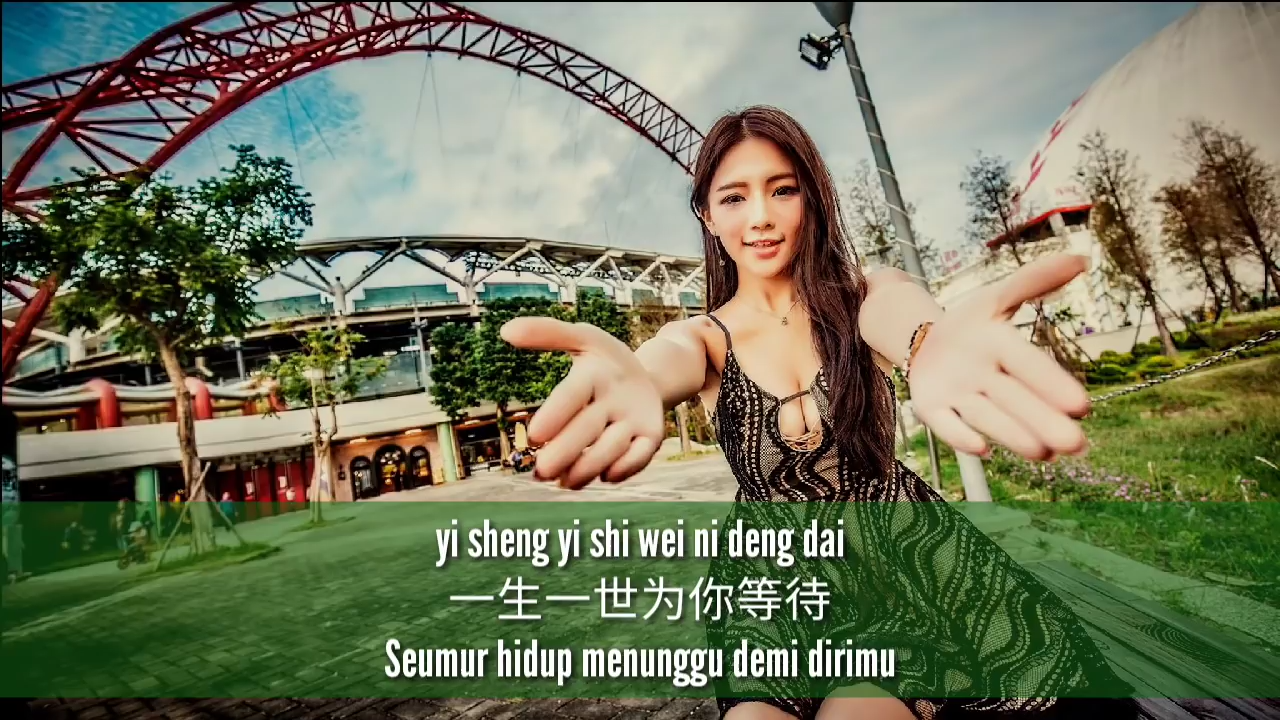 yi sheng yi shi wei ni deng dai
一生一世为你等待
Seumur hidup menunggu demi dirimu